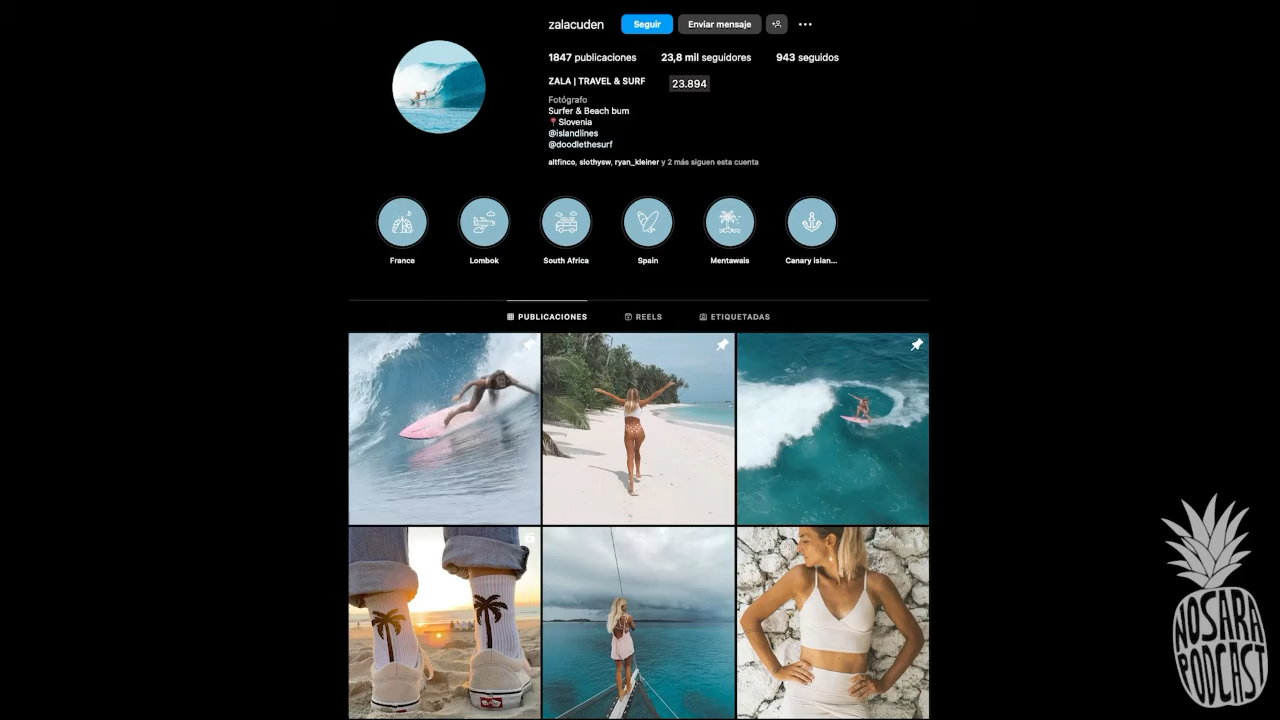 zalacuden Seguir Enviar mensaje
1847 publicaciones 23,8 mil seguidores 943 seguidos
ZALA | TRAVEL & SURF 23.894
Fotógrafo
Surfer & Beach bum
Slovenia
@islandlines
@doodlethesurf
altfinco, slothysw, ryan_kleiner y 2 más siguen esta cuenta
France Lombok South Africa Spain Mentawais Canary islan...
PUBLICACIONES REELS ETIQUETADAS
NOSARA
PODCAST